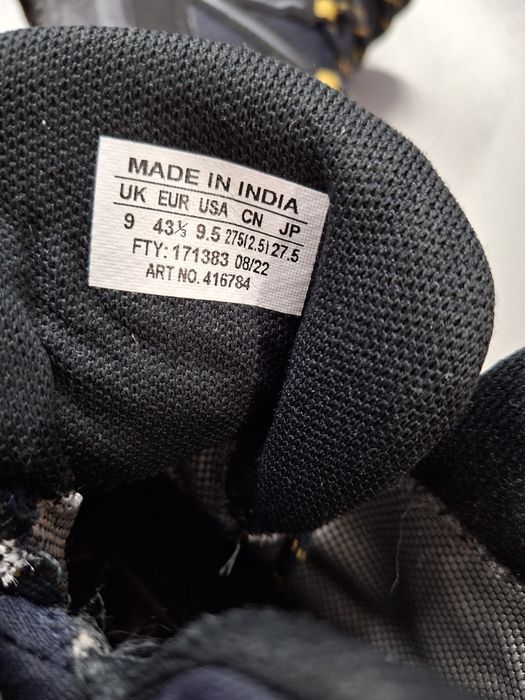 MADE IN INDIA
UK EUR USA CN JP
9 43⅓ 9.5 275(2.5) 27.5
FTY: 171383 08/22
ART NO. 416784